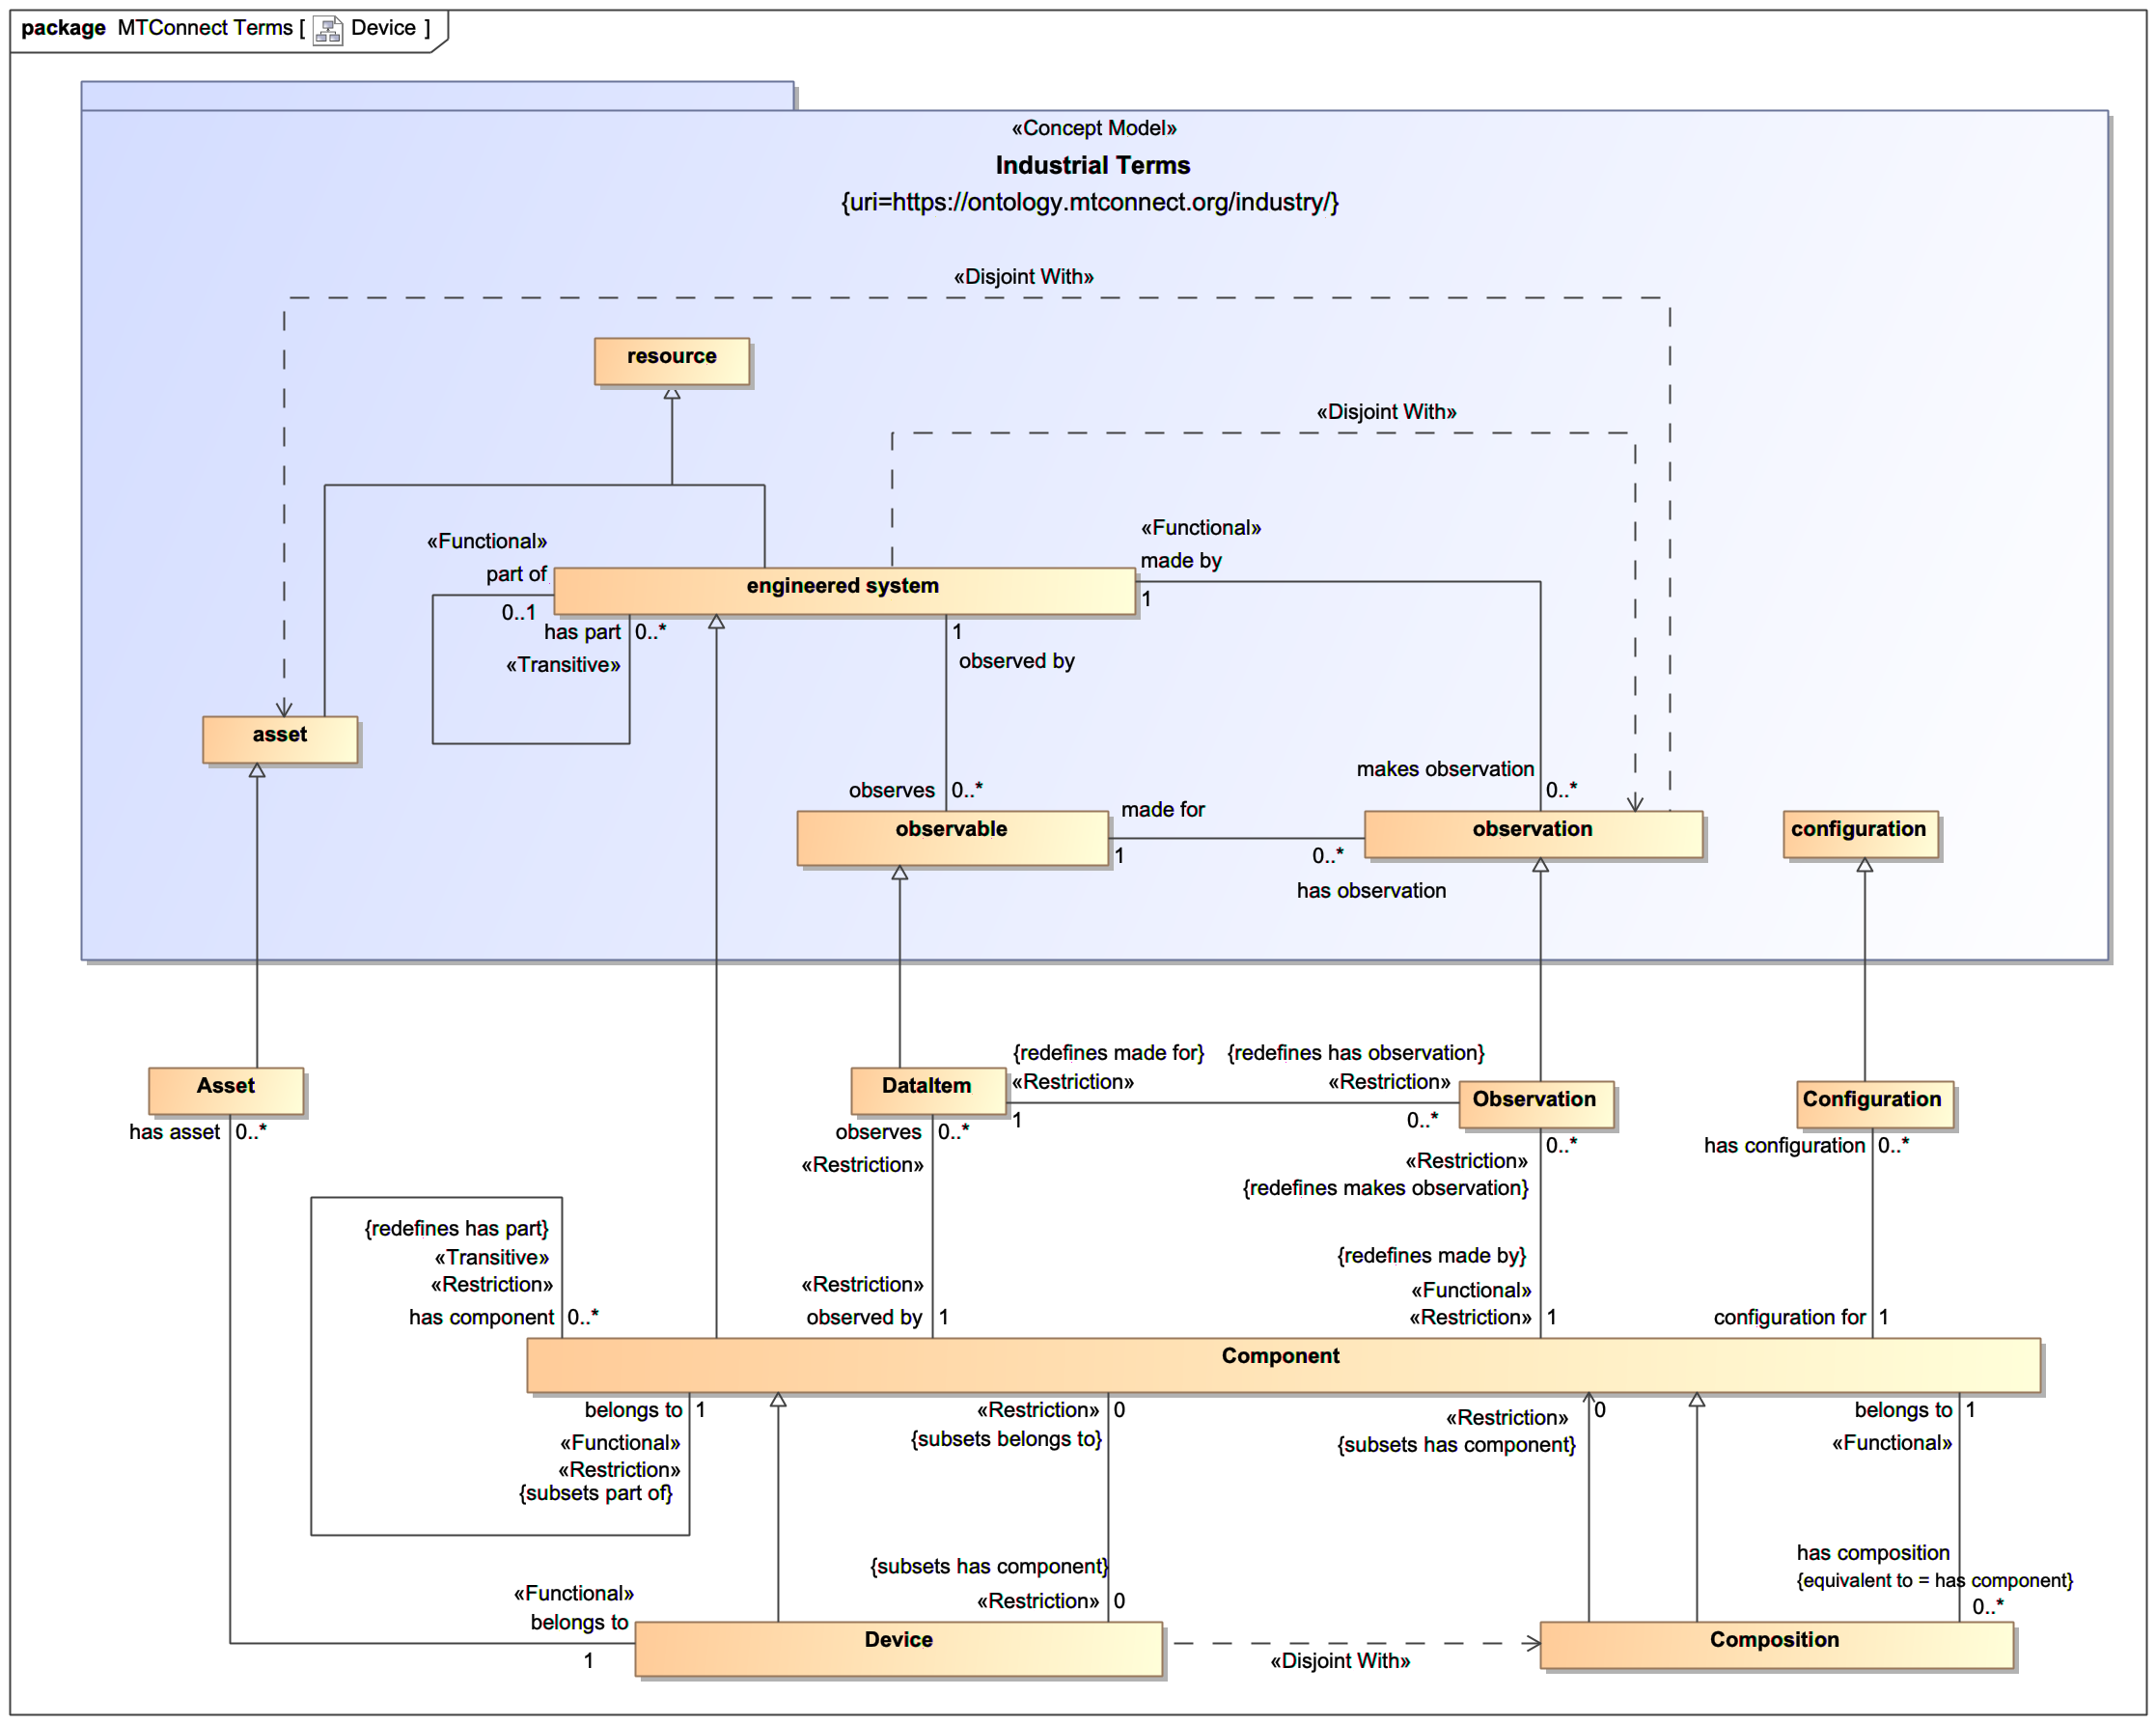 package MTConnect Terms [ Device ]
«Concept Model»
Industrial Terms
{uri=https://ontology.mtconnect.org/industry/}
«Disjoint With»
resource
«Disjoint With»
«Functional»
made by
«Functional»
part of
engineered system
0..1
1
has part 0..*
1
«Transitive»
observed by
asset
makes observation
observes 0..*
0..*
made for
observable
observation
configuration
1
0..*
has observation
{redefines made for} {redefines has observation}
«Restriction» «Restriction»
Asset
DataItem
Observation
Configuration
1
0..*
has asset 0..*
observes 0..*
0..*
has configuration 0..*
«Restriction»
«Restriction»
{redefines makes observation}
{redefines has part}
«Transitive»
«Restriction»
has component 0..*
«Restriction»
observed by 1
{redefines made by}
«Functional»
«Restriction» 1
configuration for 1
Component
belongs to 1
«Functional»
«Restriction»
{subsets part of}
«Restriction» 0
{subsets belongs to}
«Restriction» 0
{subsets has component}
belongs to 1
«Functional»
{subsets has component}
«Restriction» 0
has composition
{equivalent to = has component}
0..*
«Functional»
belongs to
1
Device
«Disjoint With»
Composition